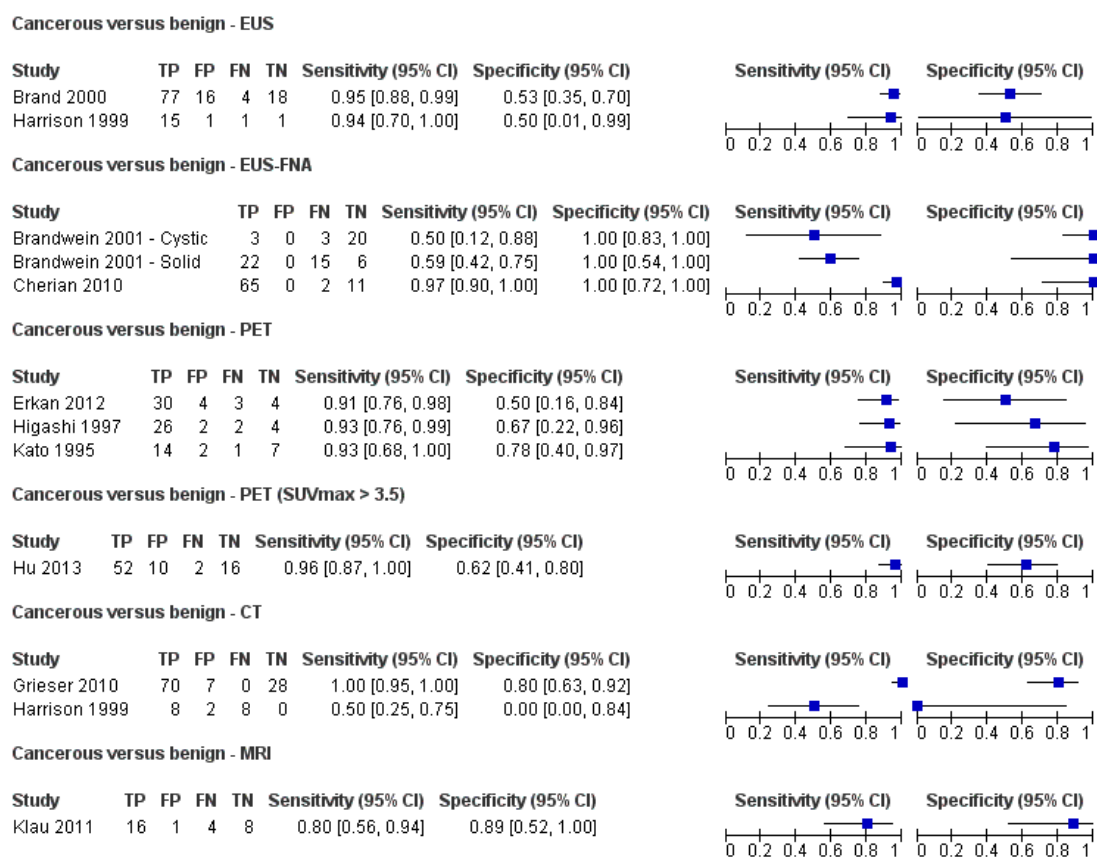 Cancerous versus benign - EUS
Study TP FP FN TN Sensitivity (95% CI) Specificity (95% CI) Sensitivity (95% CI) Specificity (95% CI)
Brand 2000 77 16 4 18 0.95 [0.88, 0.99] 0.53 [0.35, 0.70]
Harrison 1999 15 1 1 1 0.94 [0.70, 1.00] 0.50 [0.01, 0.99]
0 0.2 0.4 0.6 0.8 1 0 0.2 0.4 0.6 0.8 1
Cancerous versus benign - EUS-FNA
Study TP FP FN TN Sensitivity (95% CI) Specificity (95% CI) Sensitivity (95% CI) Specificity (95% CI)
Brandwein 2001 - Cystic 3 0 3 20 0.50 [0.12, 0.88] 1.00 [0.83, 1.00]
Brandwein 2001 - Solid 22 0 15 6 0.59 [0.42, 0.75] 1.00 [0.54, 1.00]
Cherian 2010 65 0 2 11 0.97 [0.90, 1.00] 1.00 [0.72, 1.00]
0 0.2 0.4 0.6 0.8 1 0 0.2 0.4 0.6 0.8 1
Cancerous versus benign - PET
Study TP FP FN TN Sensitivity (95% CI) Specificity (95% CI) Sensitivity (95% CI) Specificity (95% CI)
Erkan 2012 30 4 3 4 0.91 [0.76, 0.98] 0.50 [0.16, 0.84]
Higashi 1997 26 2 2 4 0.93 [0.76, 0.99] 0.67 [0.22, 0.96]
Kato 1995 14 2 1 7 0.93 [0.68, 1.00] 0.78 [0.40, 0.97]
0 0.2 0.4 0.6 0.8 1 0 0.2 0.4 0.6 0.8 1
Cancerous versus benign - PET (SUVmax > 3.5)
Study TP FP FN TN Sensitivity (95% CI) Specificity (95% CI) Sensitivity (95% CI) Specificity (95% CI)
Hu 2013 52 10 2 16 0.96 [0.87, 1.00] 0.62 [0.41, 0.80]
0 0.2 0.4 0.6 0.8 1 0 0.2 0.4 0.6 0.8 1
Cancerous versus benign - CT
Study TP FP FN TN Sensitivity (95% CI) Specificity (95% CI) Sensitivity (95% CI) Specificity (95% CI)
Grieser 2010 70 7 0 28 1.00 [0.95, 1.00] 0.80 [0.63, 0.92]
Harrison 1999 8 2 8 0 0.50 [0.25, 0.75] 0.00 [0.00, 0.84]
0 0.2 0.4 0.6 0.8 1 0 0.2 0.4 0.6 0.8 1
Cancerous versus benign - MRI
Study TP FP FN TN Sensitivity (95% CI) Specificity (95% CI) Sensitivity (95% CI) Specificity (95% CI)
Klau 2011 16 1 4 8 0.80 [0.56, 0.94] 0.89 [0.52, 1.00]
0 0.2 0.4 0.6 0.8 1 0 0.2 0.4 0.6 0.8 1